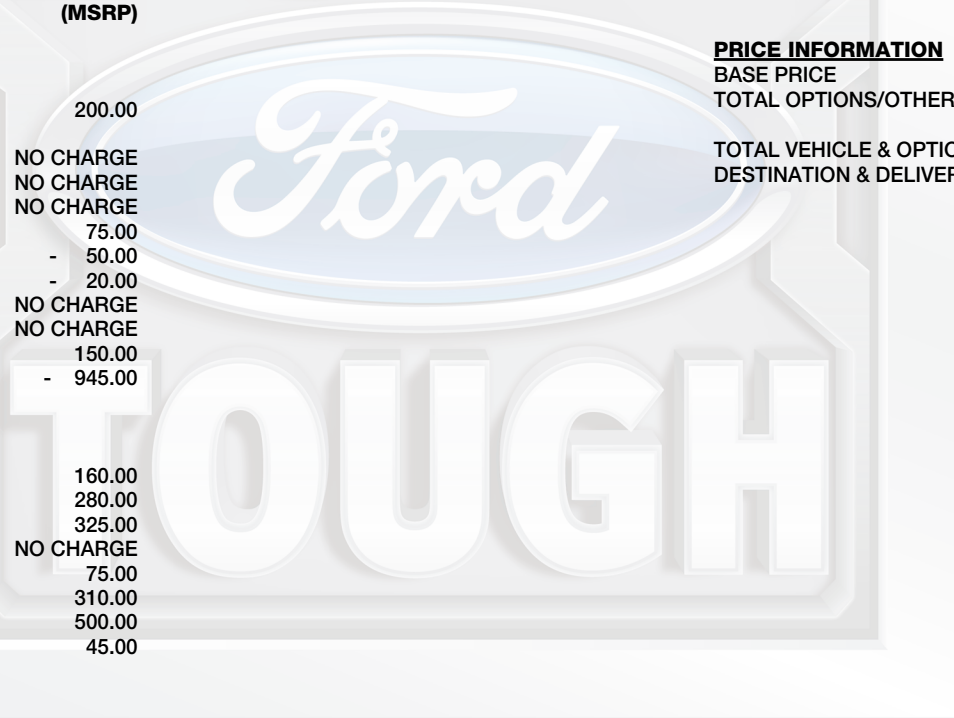 (MSRP)
200.00
NO CHARGE
NO CHARGE
NO CHARGE
75.00
- 50.00
- 20.00
NO CHARGE
NO CHARGE
150.00
- 945.00
160.00
280.00
325.00
NO CHARGE
75.00
310.00
500.00
45.00
PRICE INFORMATION
BASE PRICE
TOTAL OPTIONS/OTHER
TOTAL VEHICLE & OPTIO
DESTINATION & DELIVER
Ford
TOUGH